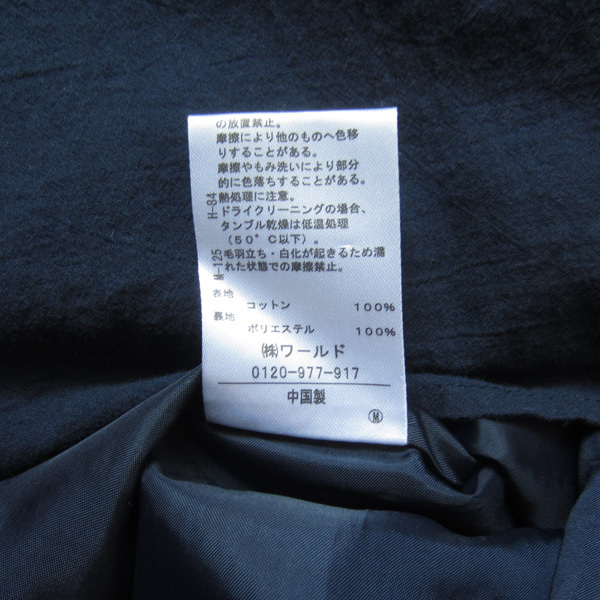 の放置禁止。
摩擦により他のものへ色移
りすることがある。
摩擦やもみ洗いにより部分
的に色落ちすることがある。
熱処理に注意。
ドライクリーニングの場合、
タンブル乾燥は低温処理
(50°C以下)。
毛羽立ち・白化が起きるため濡
れた状態での摩擦禁止。
H-84
M-125
表地
コットン 100%
裏地
ポリエステル 100%
㈱ワールド
0120-977-917
中国製
Ⓜ